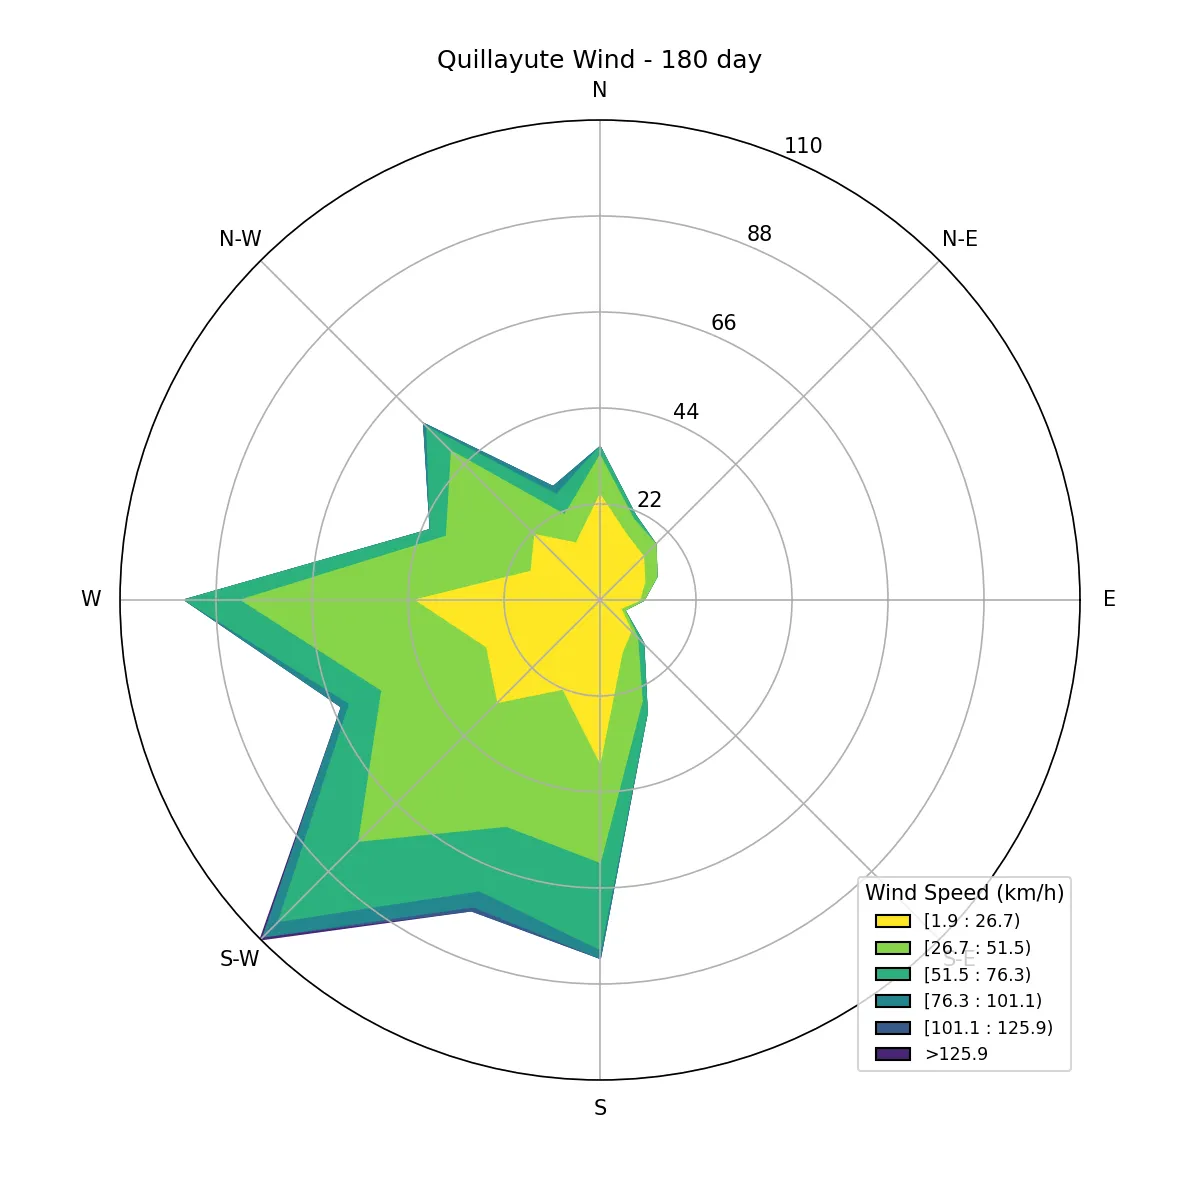 Quillayute Wind - 180 day
N
110
N-W
88
N-E
66
44
22
W
E
S-W
S-E
S
Wind Speed (km/h)
[1.9 : 26.7)
[26.7 : 51.5)
[51.5 : 76.3)
[76.3 : 101.1)
[101.1 : 125.9)
>125.9